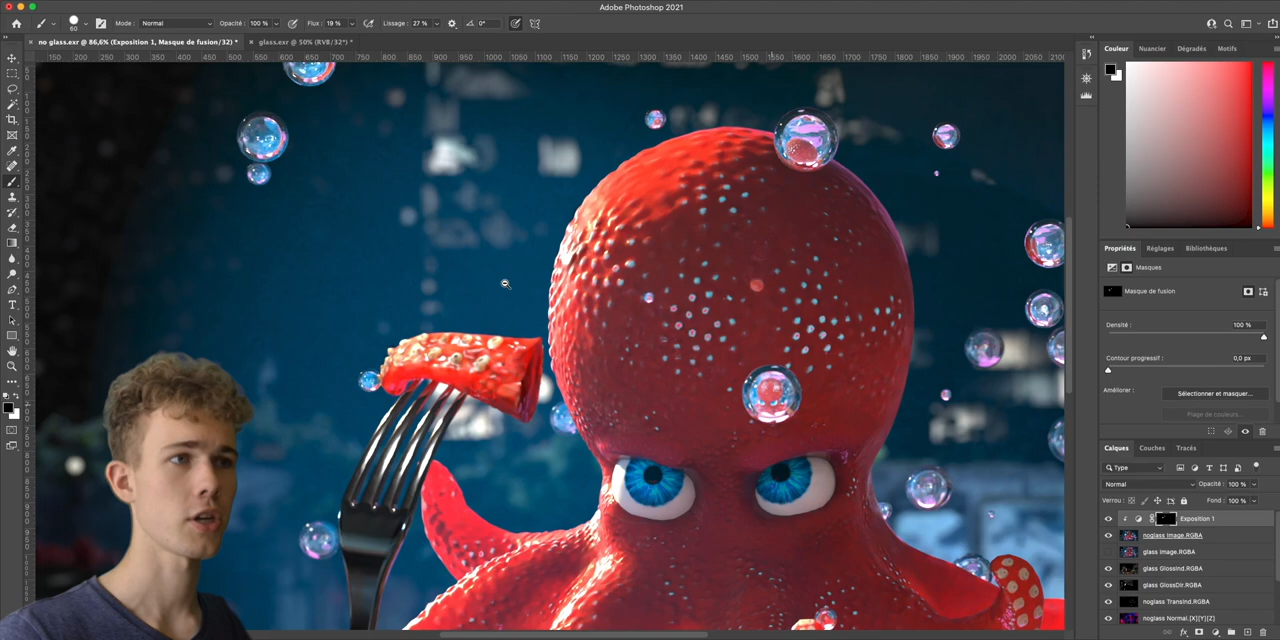 Adobe Photoshop 2021
60 Mode : Normal Opacité : 100 % Flux : 19 % Lissage : 27 % 0°
no glass.exr @ 86,6% (Exposition 1, Masque de fusion/32) * glass.exr @ 50% (RVB/32*) *
Couleur Nuancier Dégradés Motifs
150 200 250 300 350 400 450 500 550 600 650 700 750 800 850 900 950 1000 1050 1100 1150 1200 1250 1300 1350 1400 1450 1500 1550 1600 1650 1700 1750 1800 1850 1900 1950 2000 2050 2100
Propriétés Réglages Bibliothèques
Masques
Masque de fusion
Densité : 100 %
Contour progressif : 0,0 px
Améliorer : Sélectionner et masquer...
Plage de couleurs...
Calques Couches Tracés
Type
Normal Opacité : 100 %
Verrou : Fond : 100 %
Exposition 1
noglass Image.RGBA
glass Image.RGBA
glass GlossInd.RGBA
glass GlossDir.RGBA
noglass TransInd.RGBA
noglass Normal.[X][Y][Z]
fx